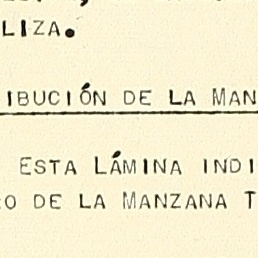 LIZA.
IBUCIÓN DE LA MAN
ESTA LÁMINA INDI
O DE LA MANZANA T